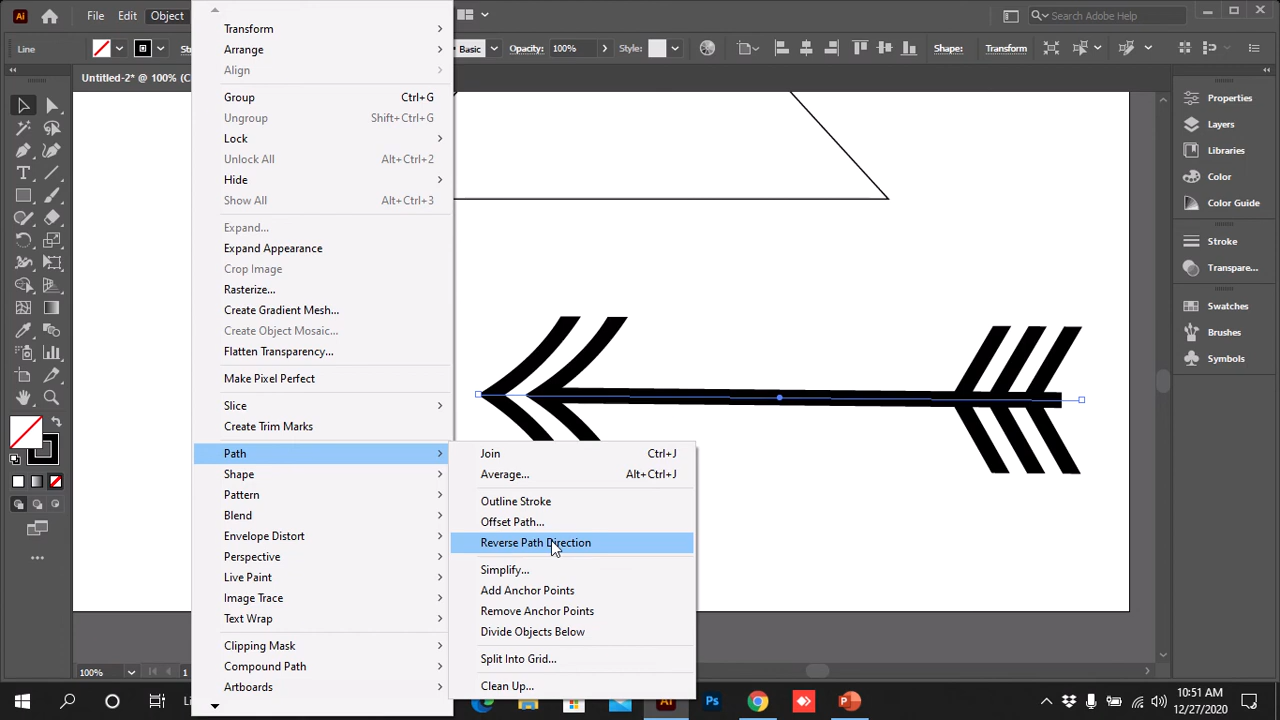 Ai
File
Edit
Object
Basic
Opacity:
100%
Style:
Shape:
Transform
Search Adobe Help
Line
Untitled-2* @ 100% (C
Transform
Arrange
Align
Group Ctrl+G
Ungroup Shift+Ctrl+G
Lock
Unlock All Alt+Ctrl+2
Hide
Show All Alt+Ctrl+3
Expand...
Expand Appearance
Crop Image
Rasterize...
Create Gradient Mesh...
Create Object Mosaic...
Flatten Transparency...
Make Pixel Perfect
Slice
Create Trim Marks
Path
Shape
Pattern
Blend
Envelope Distort
Perspective
Live Paint
Image Trace
Text Wrap
Clipping Mask
Compound Path
Artboards
Join Ctrl+J
Average... Alt+Ctrl+J
Outline Stroke
Offset Path...
Reverse Path Direction
Simplify...
Add Anchor Points
Remove Anchor Points
Divide Objects Below
Split Into Grid...
Clean Up...
Properties
Layers
Libraries
Color
Color Guide
Stroke
Transpare...
Swatches
Brushes
Symbols
100%
1
Ai
Ps
10:51 AM
12/27/2020